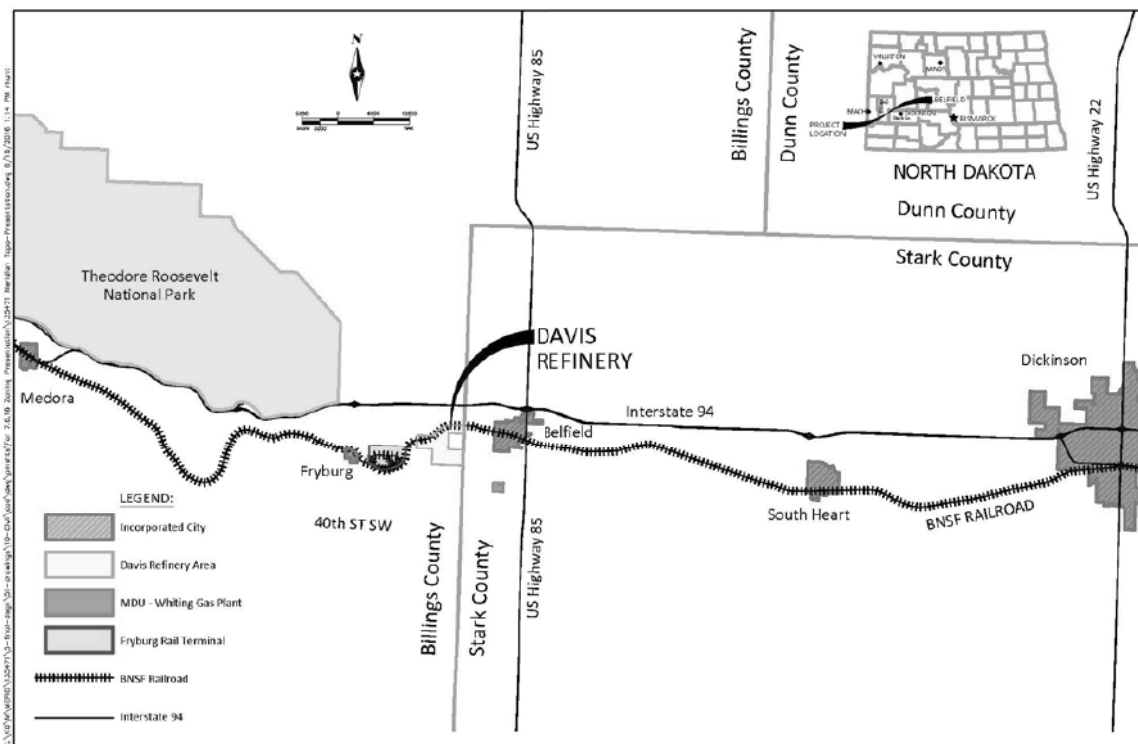 N
US Highway 85
Billings County
Dunn County
WILLISTON
MINOT
BELFIELD
BEACH
DICKINSON
BISMARCK
PROJECT
LOCATION
NORTH DAKOTA
US Highway 22
Dunn County
Stark County
Theodore Roosevelt
National Park
DAVIS
REFINERY
Medora
Dickinson
Interstate 94
Belfield
Fryburg
South Heart
BNSF RAILROAD
40th ST SW
Billings County
Stark County
US Highway 85
LEGEND:
Incorporated City
Davis Refinery Area
MDU - Whiting Gas Plant
Fryburg Rail Terminal
BNSF Railroad
Interstate 94